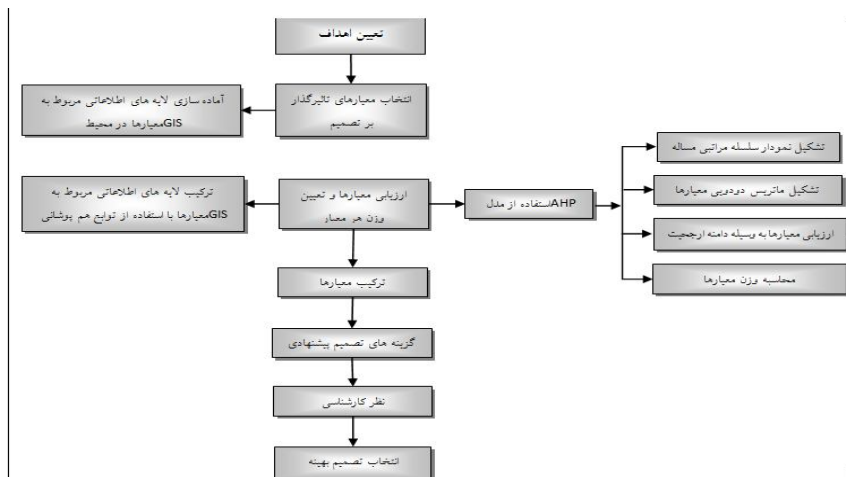 تعیین اهداف
انتخاب معیارهای تاثیرگذار
بر تصمیم
آماده سازی لایه های اطلاعاتی مربوط به
GISمعیارها در محیط
ارزیابی معیارها و تعیین
وزن هر معیار
ترکیب لایه های اطلاعاتی مربوط به
GISمعیارها با استفاده از توابع هم پوشانی
AHPاستفاده از مدل
تشکیل نمودار سلسله مراتبی مساله
تشکیل ماتریس دودویی معیارها
ارزیابی معیارها به وسیله دامنه ارجحیت
محاسبه وزن معیارها
ترکیب معیارها
گزینه های تصمیم پیشنهادی
نظر کارشناسی
انتخاب تصمیم بهینه